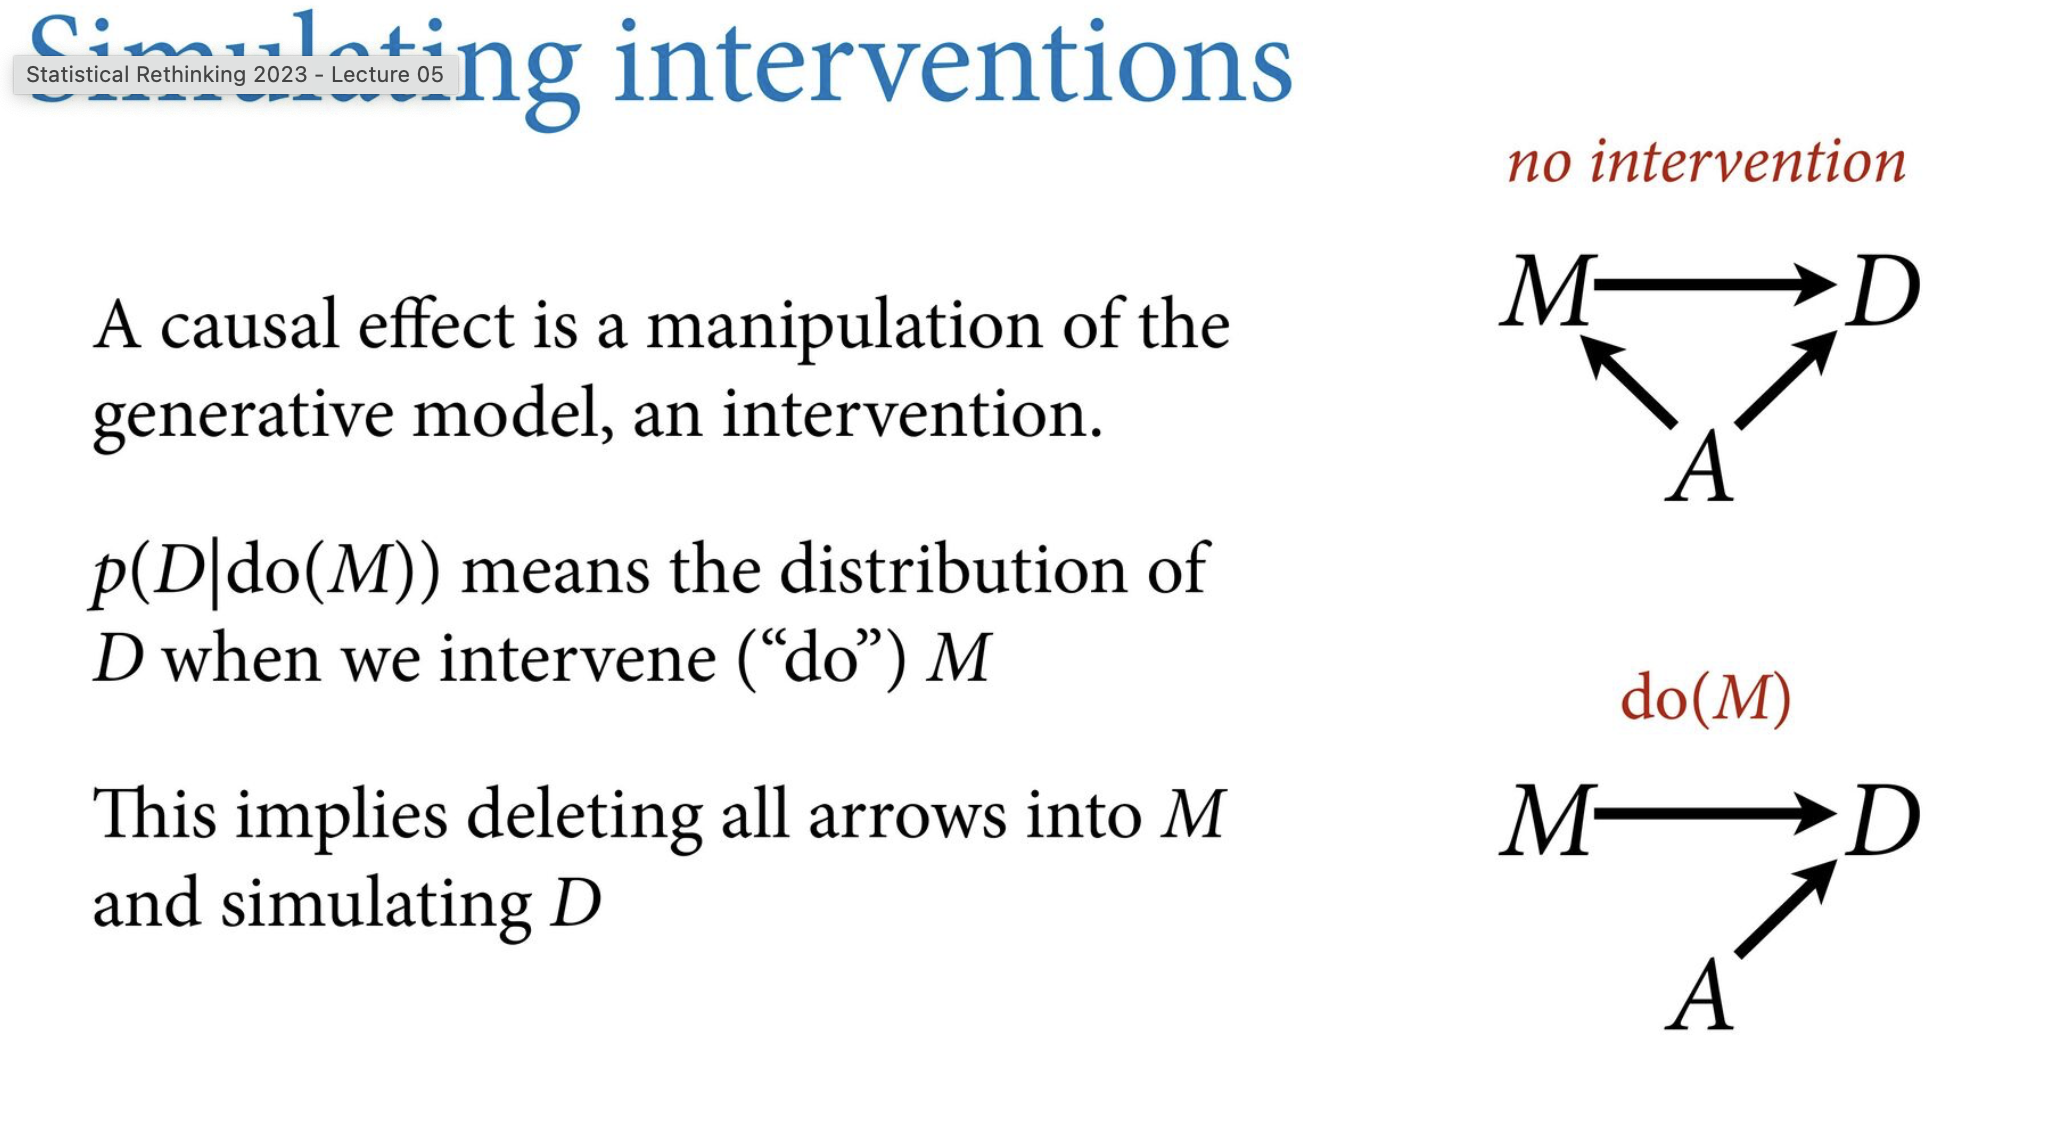 Simulating interventions
Statistical Rethinking 2023 - Lecture 05
no intervention
M D
A
A causal effect is a manipulation of the
generative model, an intervention.
p(D|do(M)) means the distribution of
D when we intervene (“do”) M
do(M)
M D
A
This implies deleting all arrows into M
and simulating D